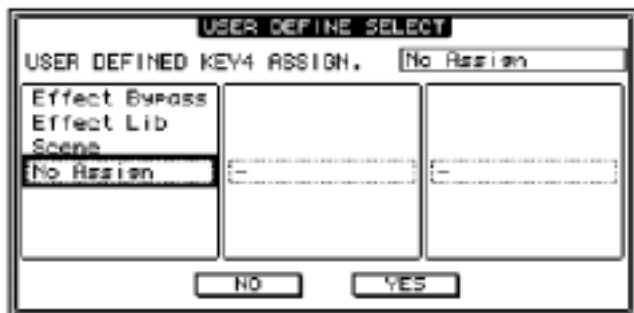 USER DEFINE SELECT
USER DEFINED KEY4 ASSIGN. No Assign
Effect Bypass
Effect Lib
Scene
No Assign - -
NO YES